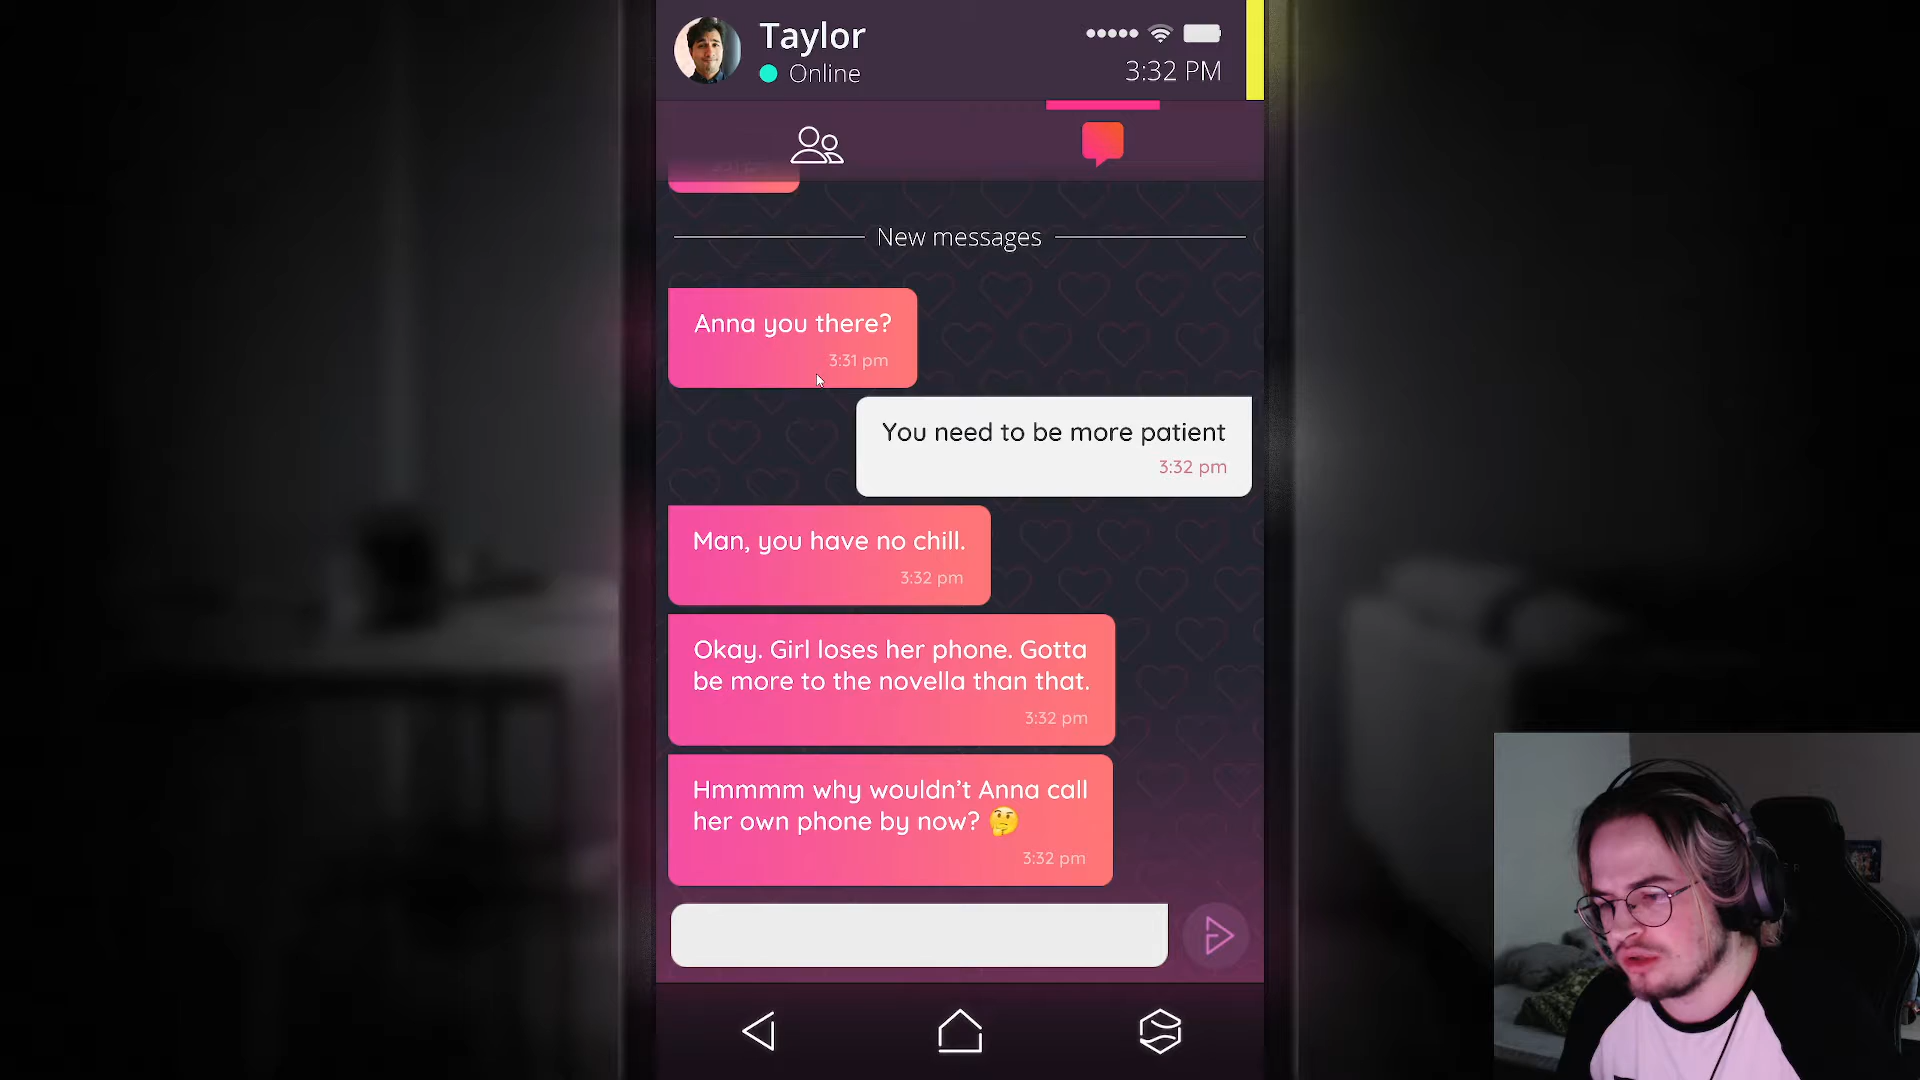 Taylor
Online
3:32 PM
New messages
Anna you there?
3:31 pm
You need to be more patient
3:32 pm
Man, you have no chill.
3:32 pm
Okay. Girl loses her phone. Gotta
be more to the novella than that.
3:32 pm
Hmmmm why wouldn't Anna call
her own phone by now? 🤔
3:32 pm